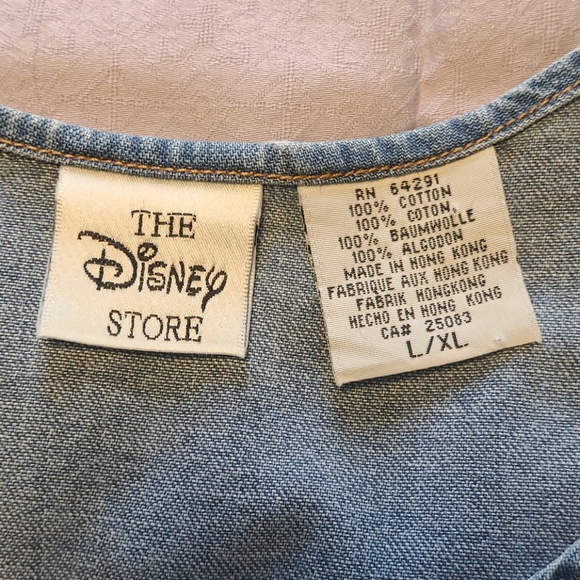 THE
Disney
STORE
RN 64291
100% COTTON
100% COTON
100% BAUMWOLLE
100% ALGODON
MADE IN HONG KONG
FABRIQUE AUX HONG KONG
FABRIK HONGKONG
HECHO EN HONG KONG
CA# 25083
L/XL